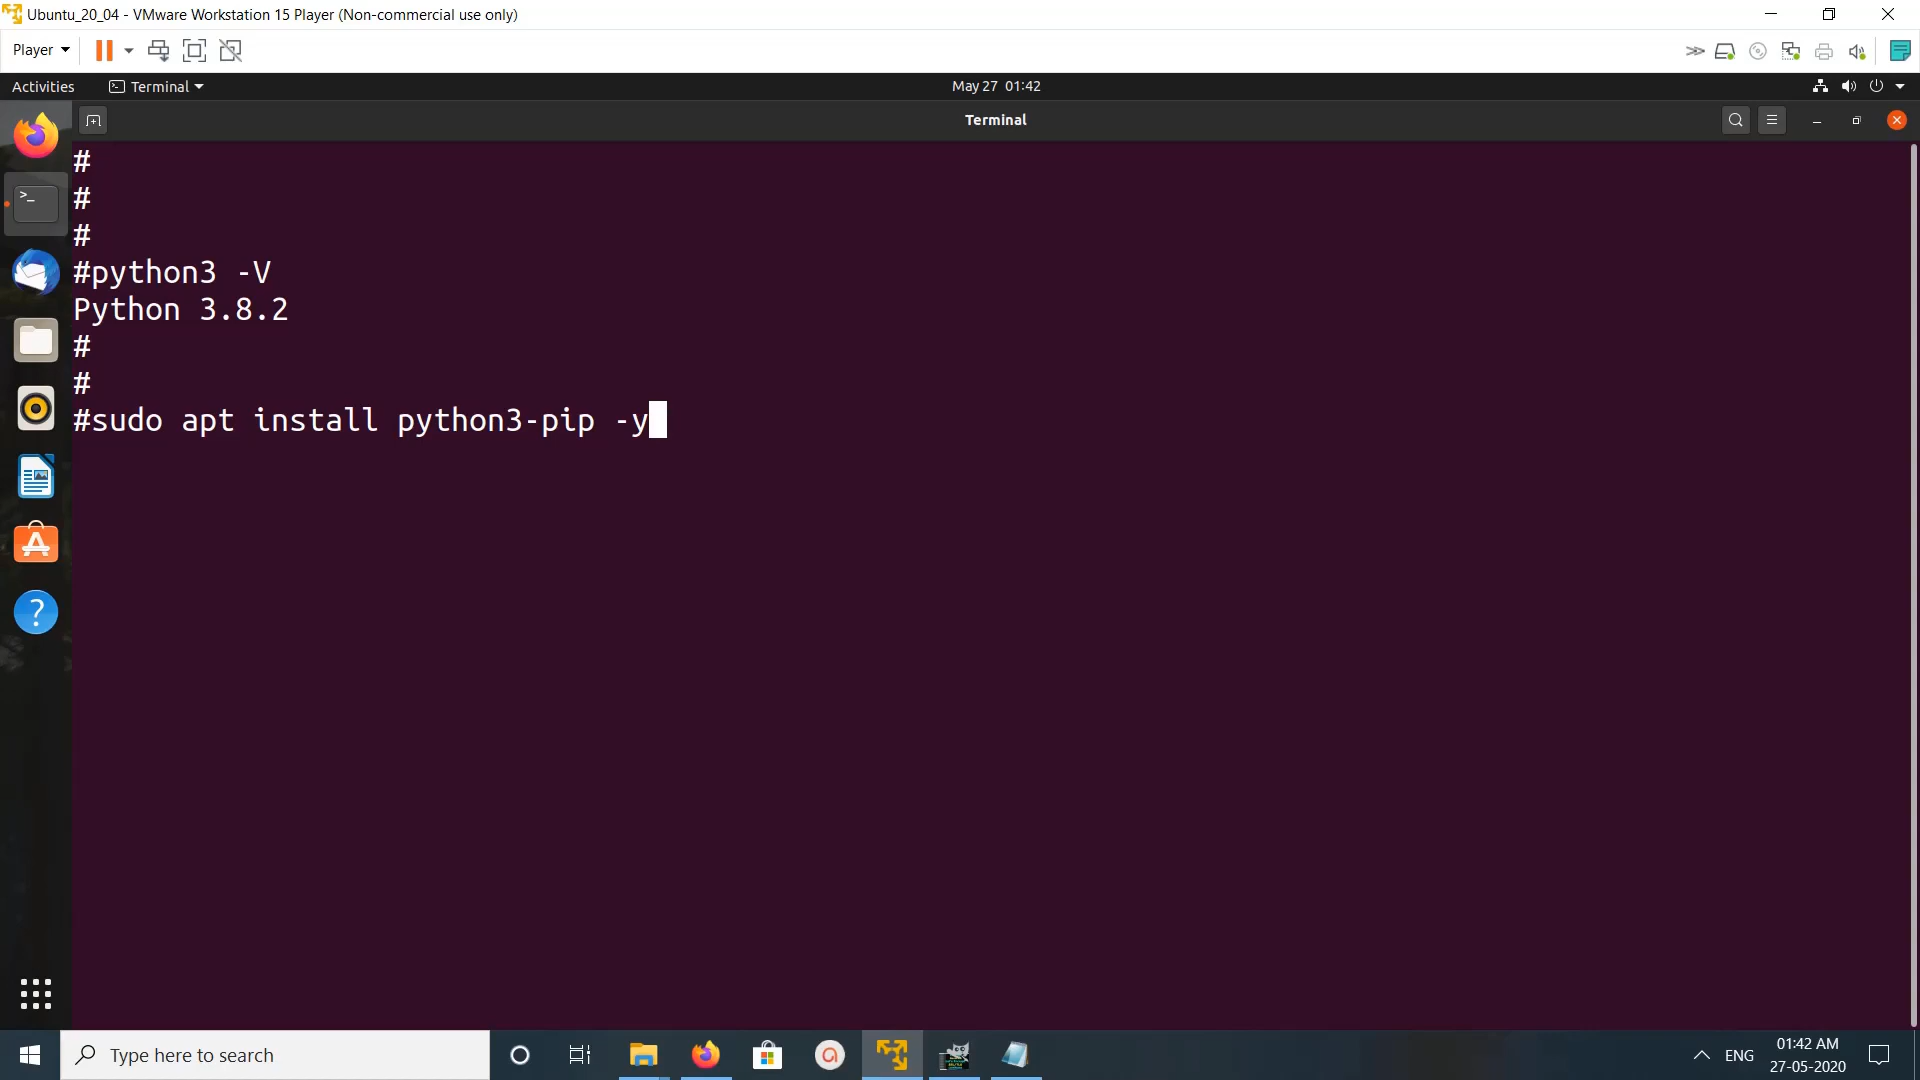 Ubuntu_20_04 - VMware Workstation 15 Player (Non-commercial use only)
Player
Activities
Terminal
May 27 01:42
Terminal
#
#
#
#python3 -V
Python 3.8.2
#
#
#sudo apt install python3-pip -y
Type here to search
ENG
01:42 AM
27-05-2020